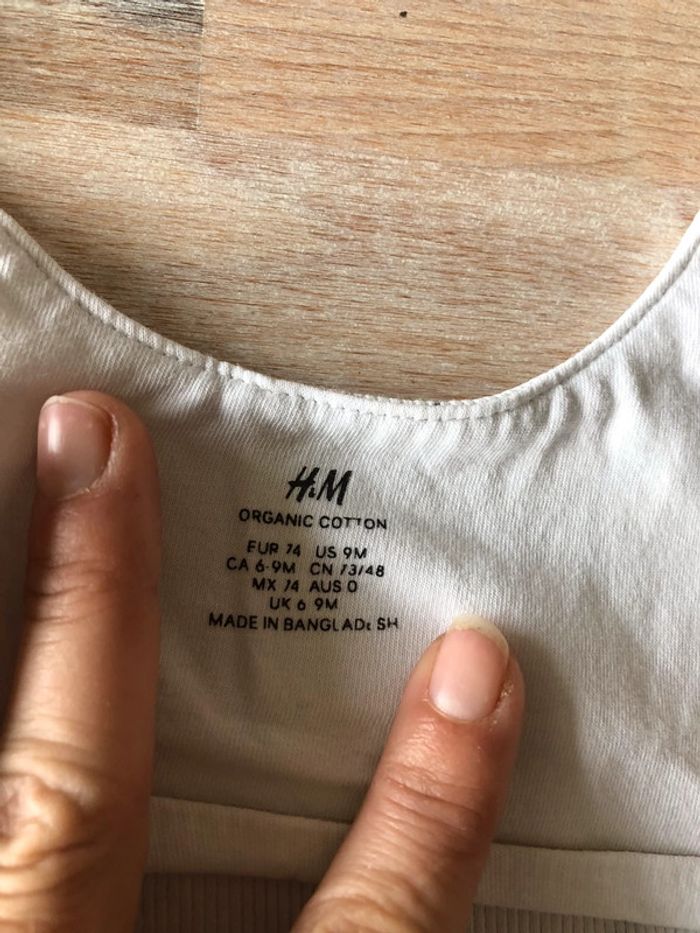 H&M
ORGANIC COTTON
EUR 74 US 9M
CA 6-9M CN 73/48
MX 74 AUS 0
UK 6 9M
MADE IN BANGLADESH